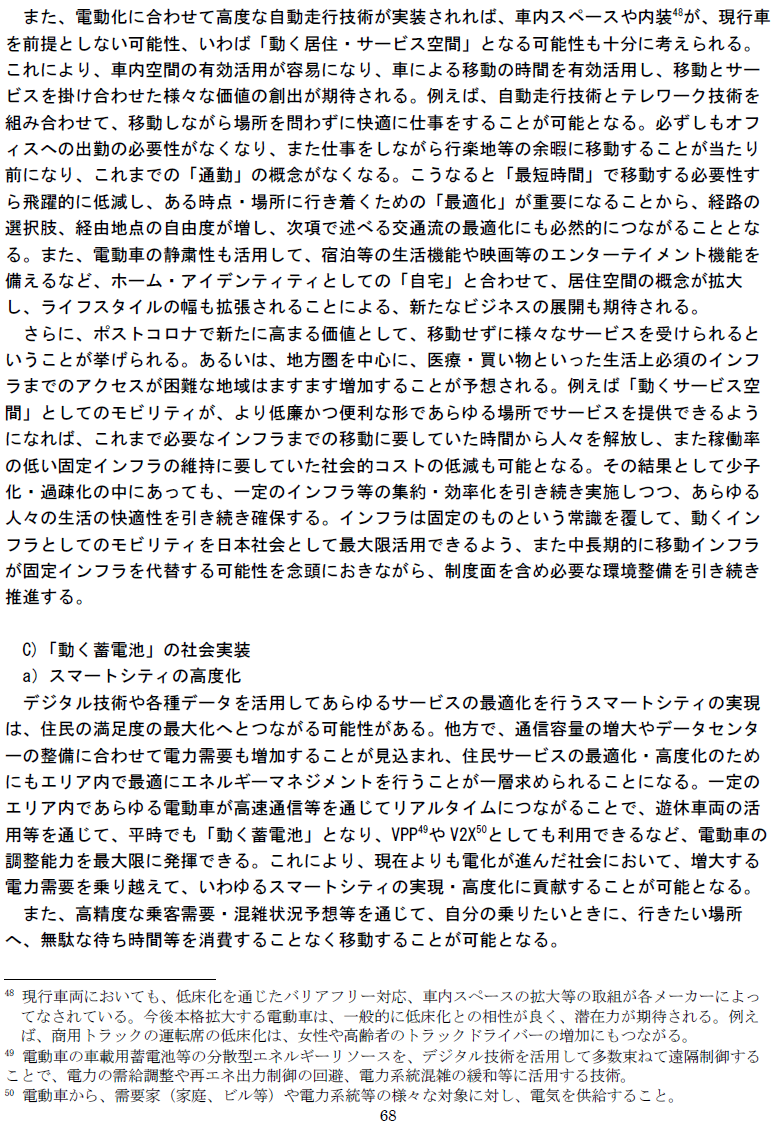 また、電動化に合わせて高度な自動走行技術が実装されれば、車内スペースや内装48が、現行車
を前提としない可能性、いわば「動く居住・サービス空間」となる可能性も十分に考えられる。
これにより、車内空間の有効活用が容易になり、車による移動の時間を有効活用し、移動とサー
ビスを掛け合わせた様々な価値の創出が期待される。例えば、自動走行技術とテレワーク技術を
組み合わせて、移動しながら場所を問わずに快適に仕事をすることが可能となる。必ずしもオフ
ィスへの出勤の必要性がなくなり、また仕事をしながら行楽地等の余暇に移動することが当たり
前になり、これまでの「通勤」の概念がなくなる。こうなると「最短時間」で移動する必要性す
ら飛躍的に低減し、ある時点・場所に行き着くための「最適化」が重要になることから、経路の
選択肢、経由地点の自由度が増し、次項で述べる交通流の最適化にも必然的につながることとな
る。また、電動車の静粛性も活用して、宿泊等の生活機能や映画等のエンターテイメント機能を
備えるなど、ホーム・アイデンティティとしての「自宅」と合わせて、居住空間の概念が拡大
し、ライフスタイルの幅も拡張されることによる、新たなビジネスの展開も期待される。
さらに、ポストコロナで新たに高まる価値として、移動せずに様々なサービスを受けられると
いうことが挙げられる。あるいは、地方圏を中心に、医療・買い物といった生活上必須のインフ
ラまでのアクセスが困難な地域はますます増加することが予想される。例えば「動くサービス空
間」としてのモビリティが、より低廉かつ便利な形であらゆる場所でサービスを提供できるよう
になれば、これまで必要なインフラまでの移動に要していた時間から人々を解放し、また稼働率
の低い固定インフラの維持に要していた社会的コストの低減も可能となる。その結果として少子
化・過疎化の中にあっても、一定のインフラ等の集約・効率化を引き続き実施しつつ、あらゆる
人々の生活の快適性を引き続き確保する。インフラは固定のものという常識を覆して、動くイン
フラとしてのモビリティを日本社会として最大限活用できるよう、また中長期的に移動インフラ
が固定インフラを代替する可能性を念頭におきながら、制度面を含め必要な環境整備を引き続き
推進する。
C)「動く蓄電池」の社会実装
a) スマートシティの高度化
デジタル技術や各種データを活用してあらゆるサービスの最適化を行うスマートシティの実現
は、住民の満足度の最大化へとつながる可能性がある。他方で、通信容量の増大やデータセンタ
ーの整備に合わせて電力需要も増加することが見込まれ、住民サービスの最適化・高度化のため
にもエリア内で最適にエネルギーマネジメントを行うことが一層求められることになる。一定の
エリア内であらゆる電動車が高速通信等を通じてリアルタイムにつながることで、遊休車両の活
用等を通じて、平時でも「動く蓄電池」となり、VPP49やV2X50としても利用できるなど、電動車の
調整能力を最大限に発揮できる。これにより、現在よりも電化が進んだ社会において、増大する
電力需要を乗り越えて、いわゆるスマートシティの実現・高度化に貢献することが可能となる。
また、高精度な乗客需要・混雑状況予想等を通じて、自分の乗りたいときに、行きたい場所
へ、無駄な待ち時間等を消費することなく移動することが可能となる。
48 現行車両においても、低床化を通じたバリアフリー対応、車内スペースの拡大等の取組が各メーカーによっ
てなされている。今後本格拡大する電動車は、一般的に低床化との相性が良く、潜在力が期待される。例え
ば、商用トラックの運転席の低床化は、女性や高齢者のトラックドライバーの増加にもつながる。
49 電動車の車載用蓄電池等の分散型エネルギーリソースを、デジタル技術を活用して多数束ねて遠隔制御する
ことで、電力の需給調整や再エネ出力制御の回避、電力系統混雑の緩和等に活用する技術。
50 電動車から、需要家（家庭、ビル等）や電力系統等の様々な対象に対し、電気を供給すること。
68